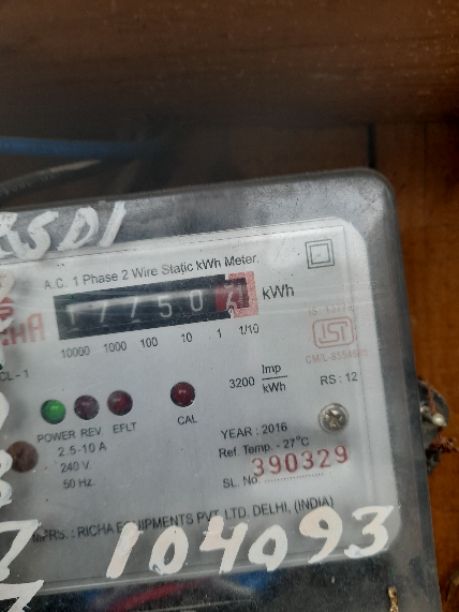 A.C. 1 Phase 2 Wire Static kWh Meter.
17750
kWh
10000 1000 100 10 1 1/10
CL-1
3200 Imp/kWh
RS: 12
POWER REV. EFLT
CAL
2.5-10 A
240 V.
50 Hz.
YEAR: 2016
Ref. Temp. - 27°C
SL. No. 390329
RICHA EQUIPMENTS PVT. LTD. DELHI, (INDIA)
104093